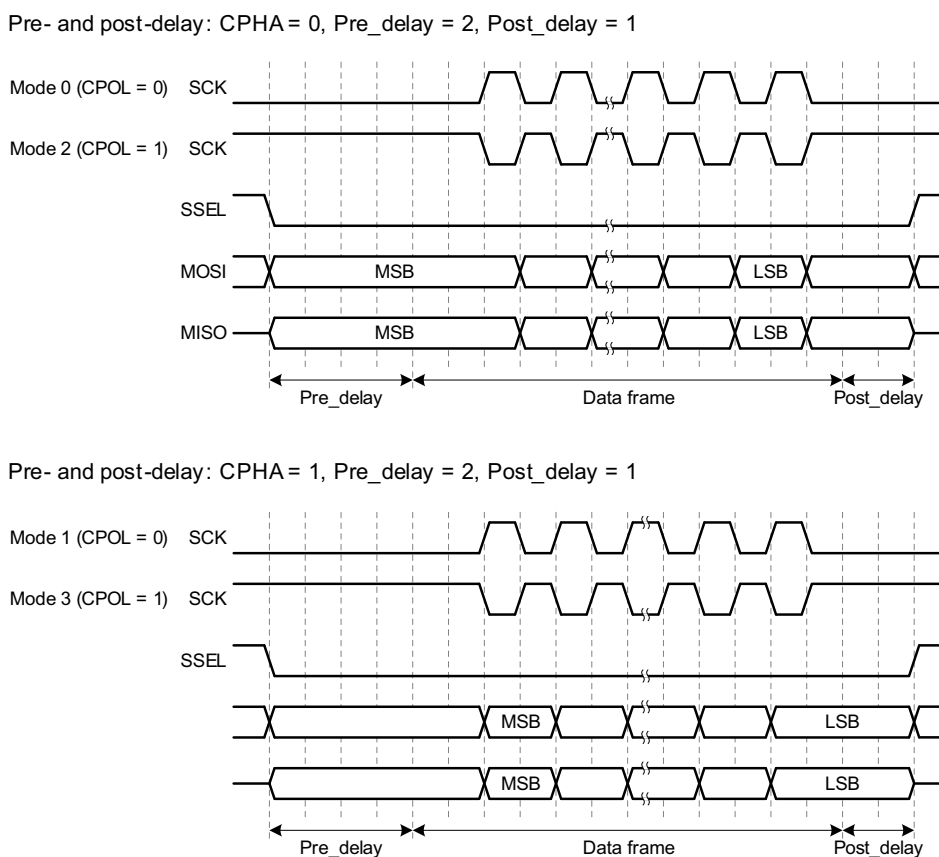 Pre- and post-delay: CPHA = 0, Pre_delay = 2, Post_delay = 1
Mode 0 (CPOL = 0) SCK
Mode 2 (CPOL = 1) SCK
SSEL
MOSI MSB LSB
MISO MSB LSB
Pre_delay Data frame Post_delay
Pre- and post-delay: CPHA = 1, Pre_delay = 2, Post_delay = 1
Mode 1 (CPOL = 0) SCK
Mode 3 (CPOL = 1) SCK
SSEL
MSB LSB
MSB LSB
Pre_delay Data frame Post_delay